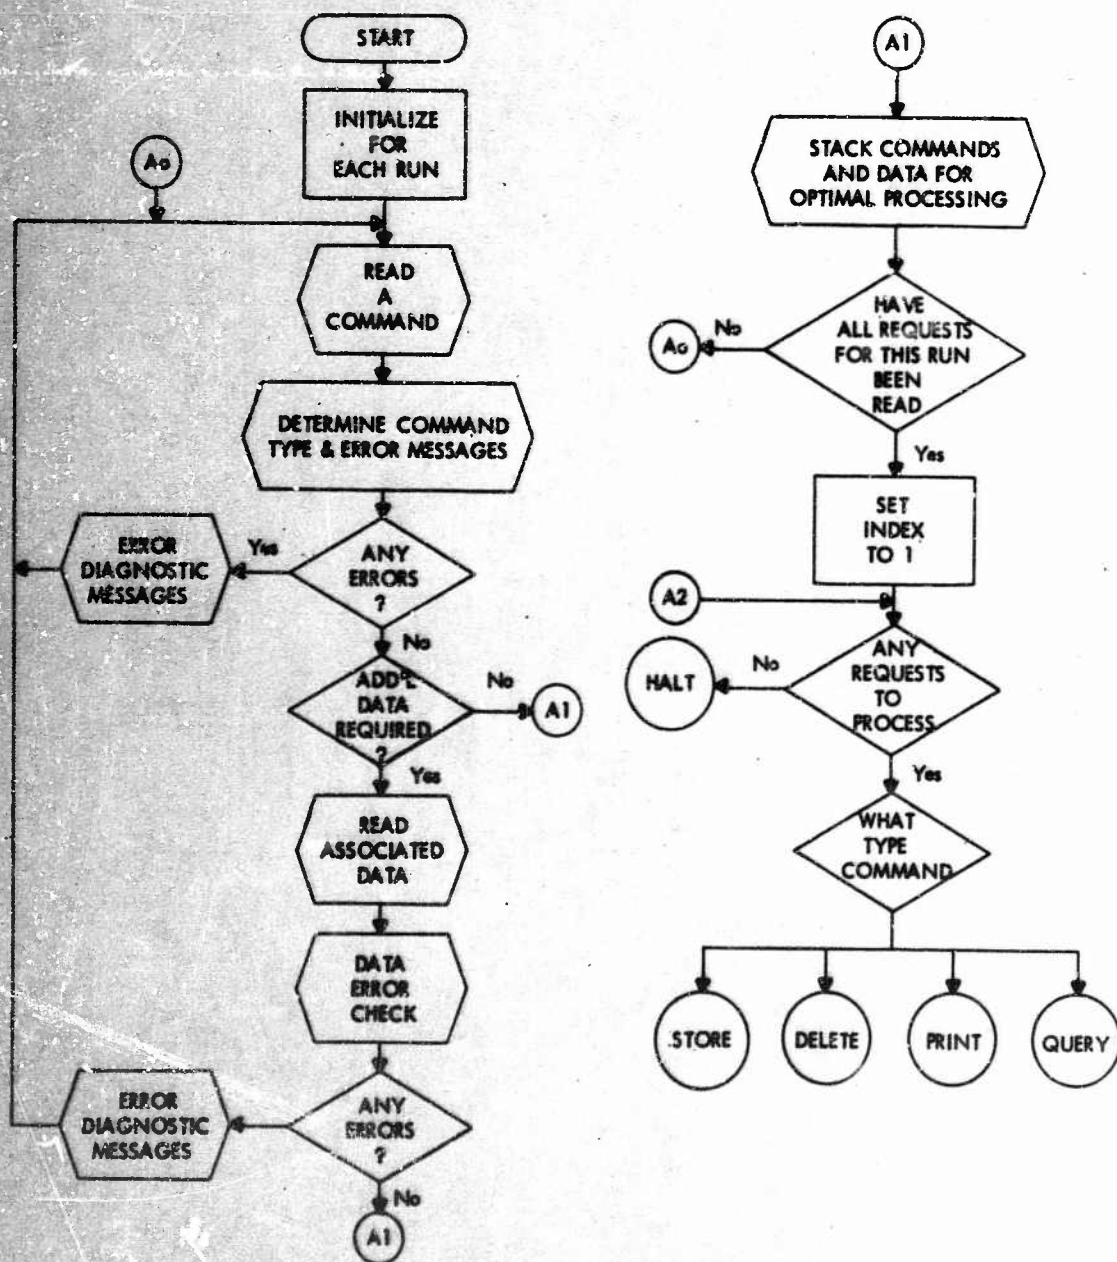 START
INITIALIZE
FOR
EACH RUN
Ao
READ
A
COMMAND
DETERMINE COMMAND
TYPE & ERROR MESSAGES
ANY
ERRORS
?
Yes
ERROR
DIAGNOSTIC
MESSAGES
No
ADD'L
DATA
REQUIRED
?
No
A1
Yes
READ
ASSOCIATED
DATA
DATA
ERROR
CHECK
ANY
ERRORS
?
ERROR
DIAGNOSTIC
MESSAGES
No
A1
A1
STACK COMMANDS
AND DATA FOR
OPTIMAL PROCESSING
HAVE
ALL REQUESTS
FOR THIS RUN
BEEN
READ
No
Ao
Yes
SET
INDEX
TO 1
A2
ANY
REQUESTS
TO
PROCESS
No
HALT
Yes
WHAT
TYPE
COMMAND
STORE
DELETE
PRINT
QUERY